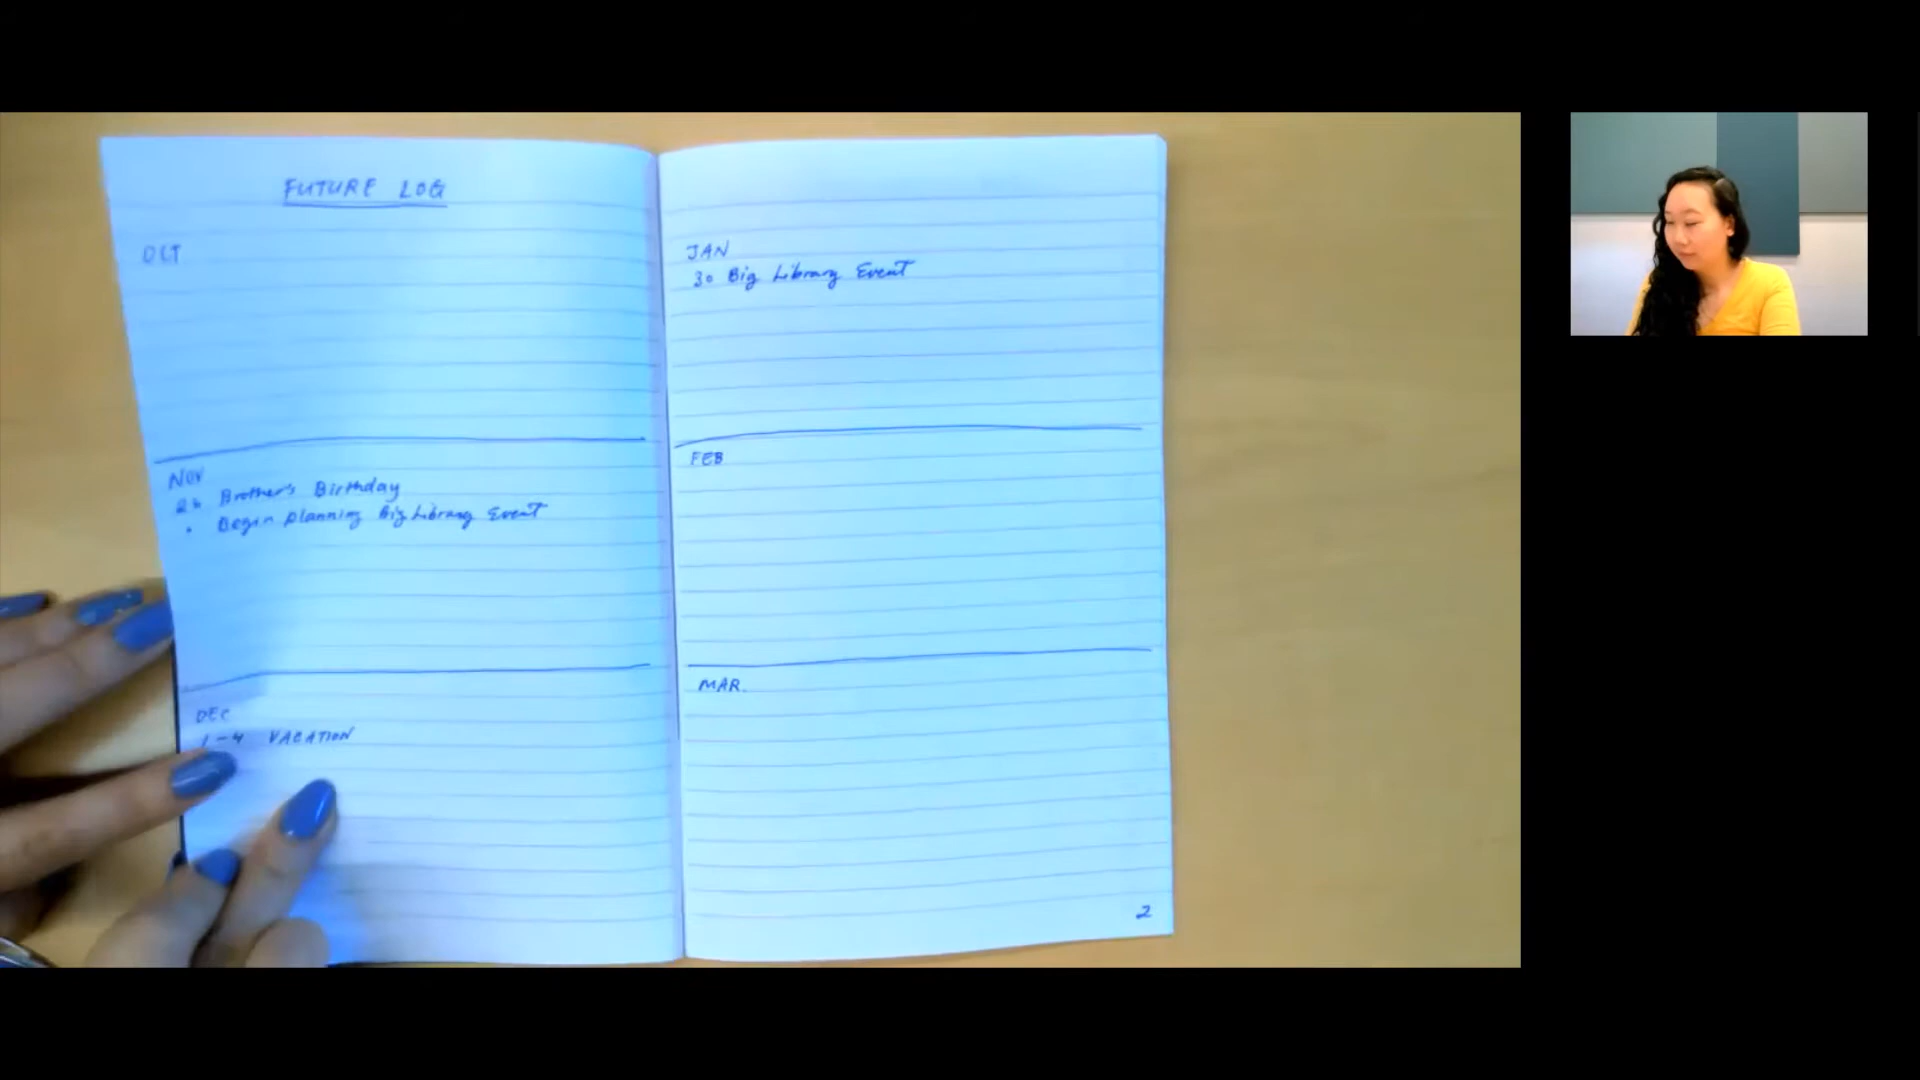 FUTURE LOG
OCT
NOV
26 Brother's Birthday
• Begin planning Big Library Event
DEC
1-4 VACATION
JAN
30 Big Library Event
FEB
MAR.
2